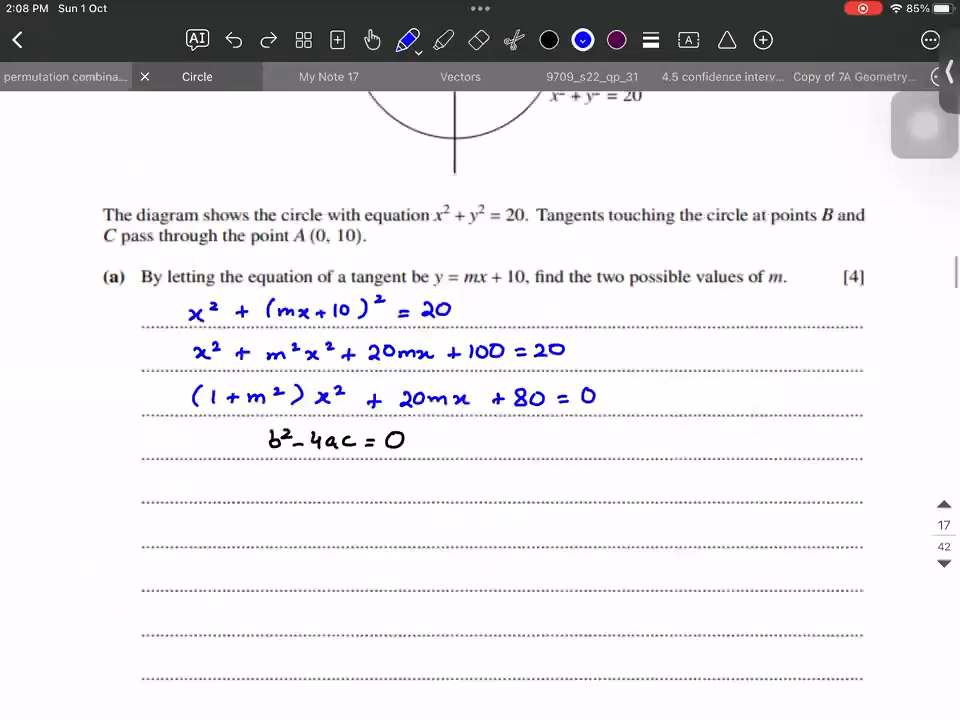 2:08 PM Sun 1 Oct
85%
AI
A
permutation combina...
Circle
My Note 17
Vectors
9709_s22_qp_31
4.5 confidence interv...
Copy of 7A Geometry...
x² + y² = 20
The diagram shows the circle with equation x² + y² = 20. Tangents touching the circle at points B and
C pass through the point A (0, 10).
(a) By letting the equation of a tangent be y = mx + 10, find the two possible values of m. [4]
x² + (mx + 10)² = 20
x² + m²x² + 20mx + 100 = 20
(1 + m²) x² + 20mx + 80 = 0
b² - 4ac = 0
17
42